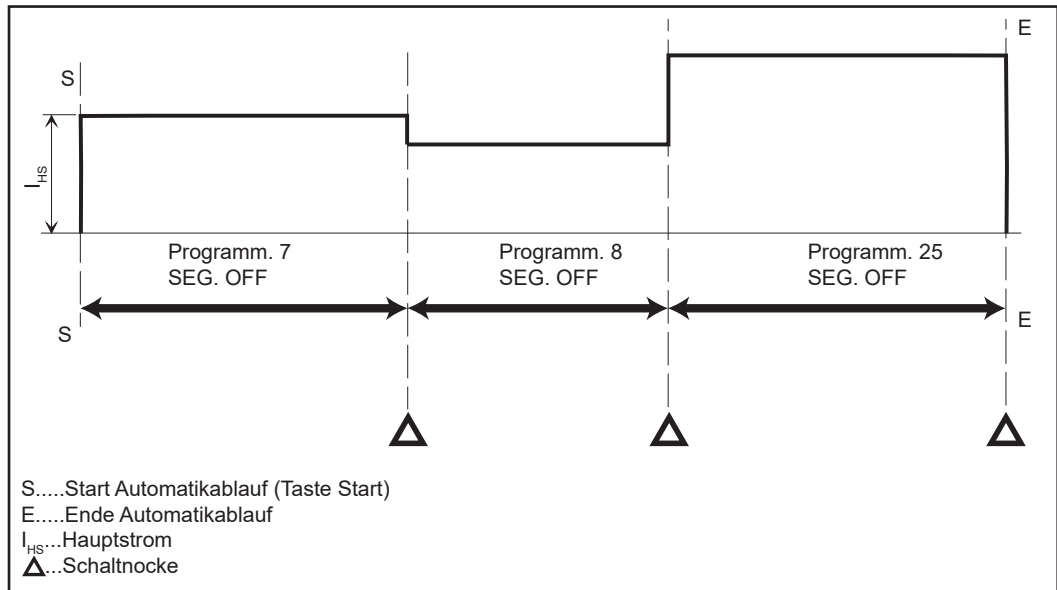 E
S
I_HS
Programm. 7 Programm. 8 Programm. 25
SEG. OFF SEG. OFF SEG. OFF
S E
S.....Start Automatikablauf (Taste Start)
E.....Ende Automatikablauf
I_HS...Hauptstrom
△...Schaltnocke